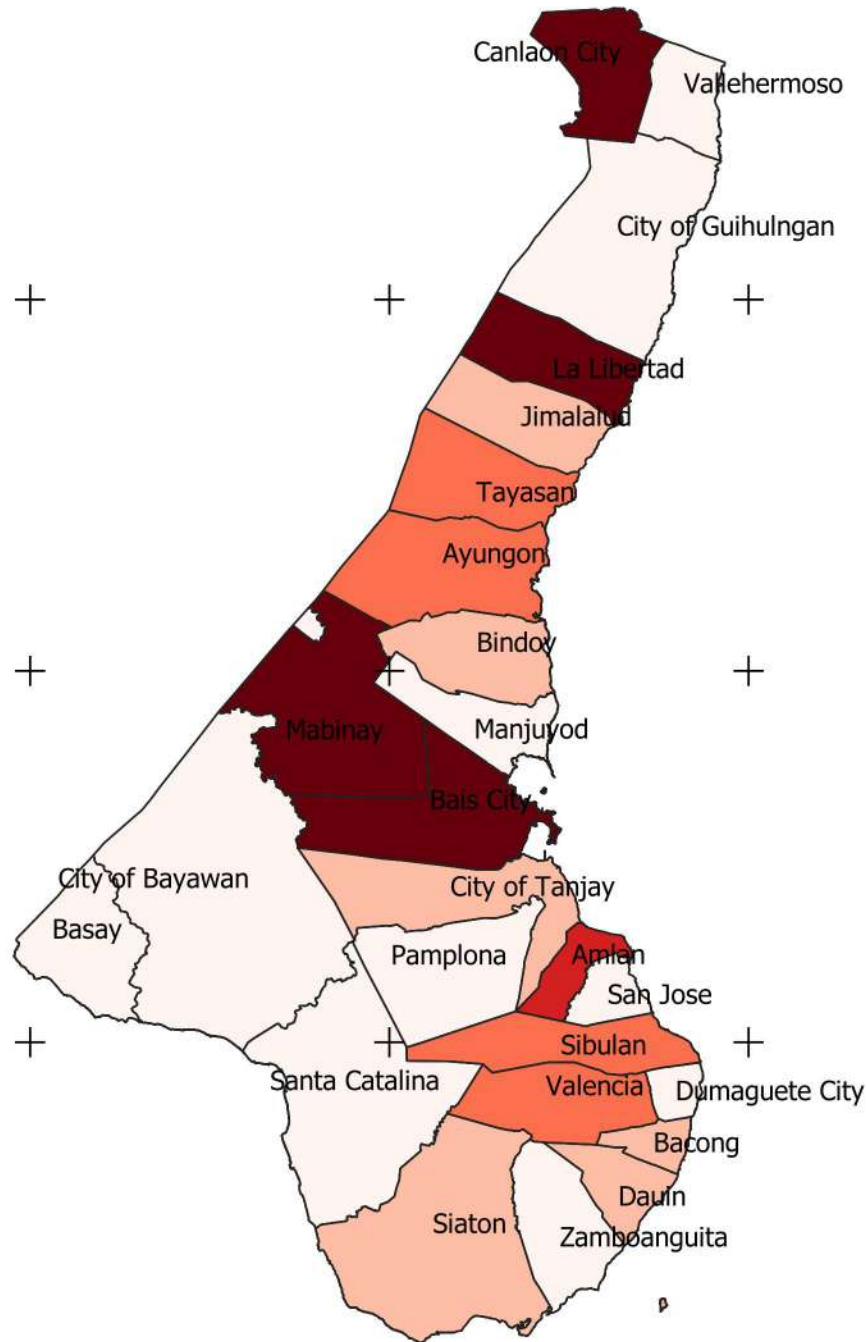 Canlaon City
Vallehermoso
City of Guihulngan
La Libertad
Jimalalud
Tayasan
Ayungon
Bindoy
Manjuyod
Mabinay
Bais City
City of Bayawan
City of Tanjay
Basay
Pamplona
Amlan
San Jose
Sibulan
Santa Catalina
Valencia
Dumaguete City
Bacong
Dauin
Siaton
Zamboanguita